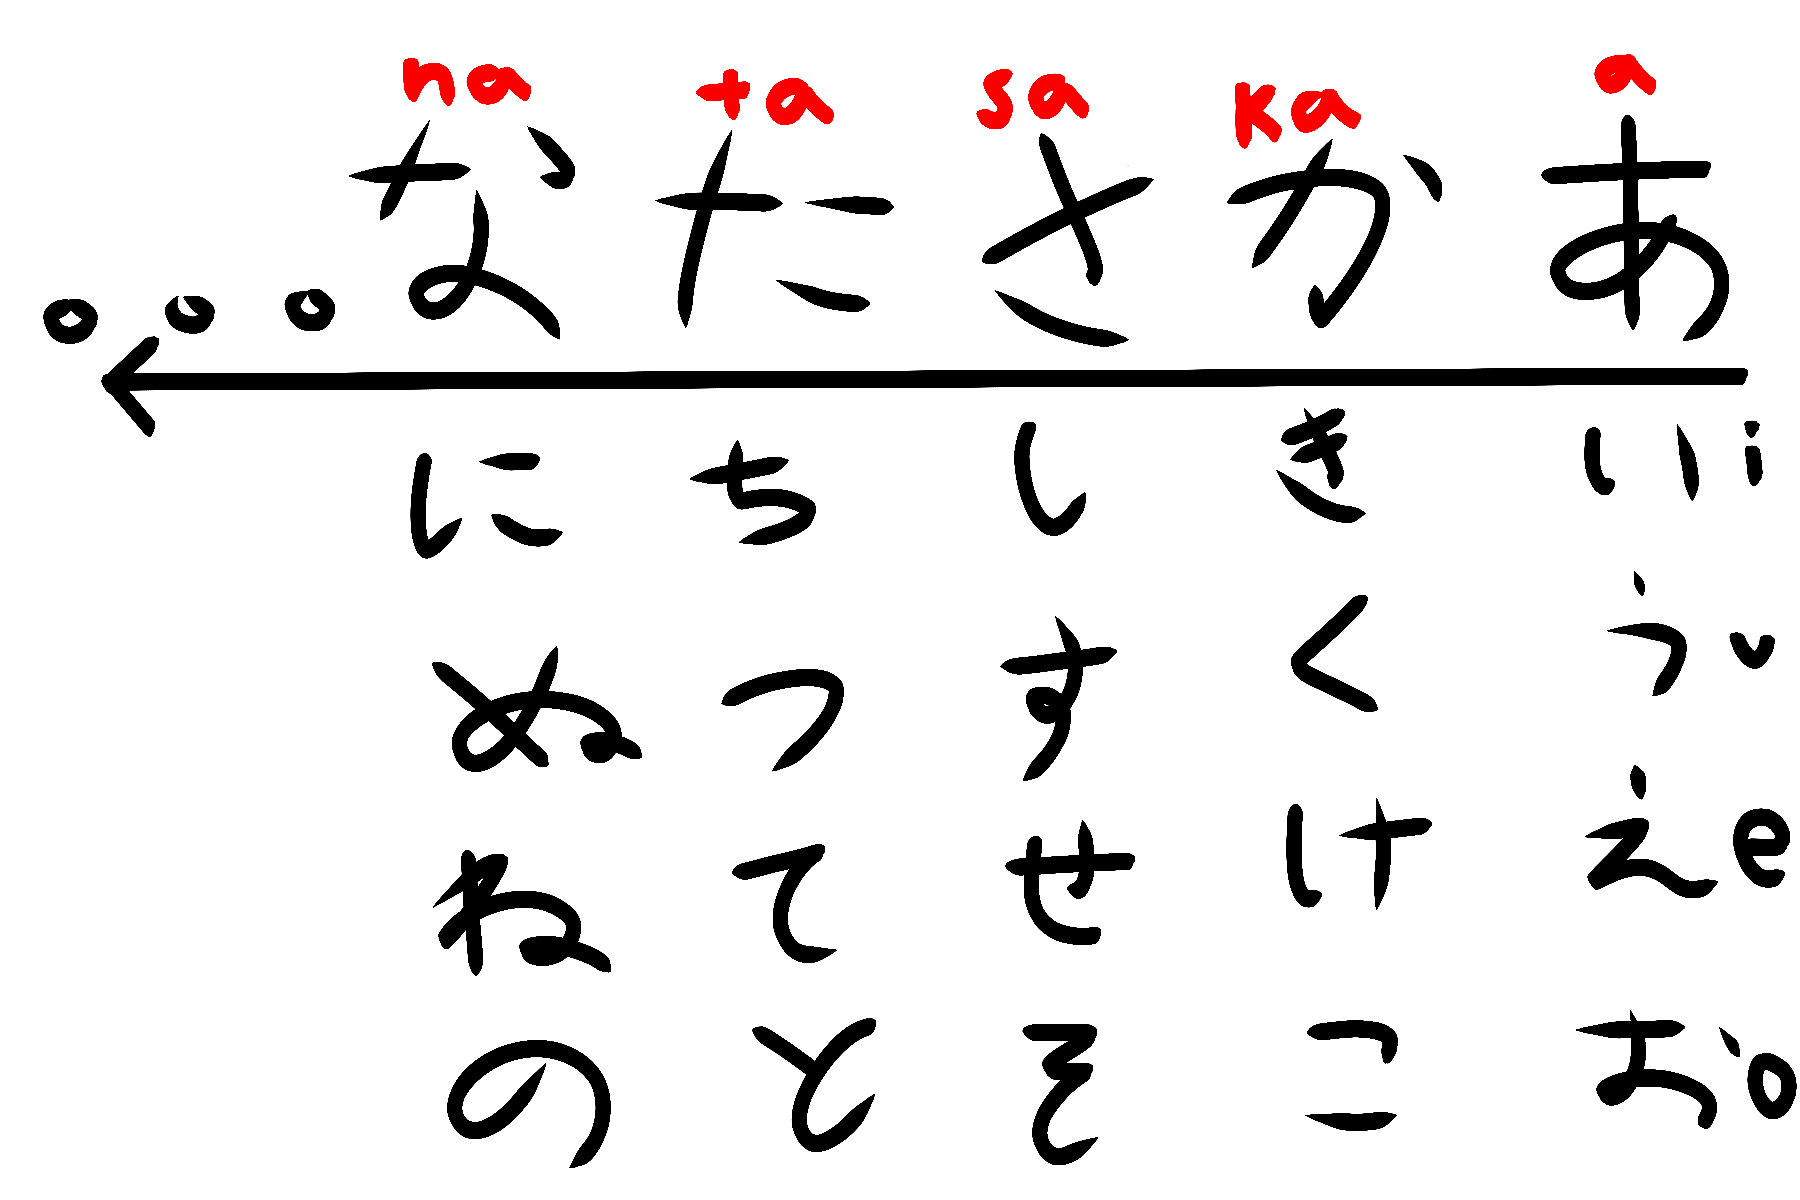 na ta sa ka a
な た さ か あ
に ち し き い i
ぬ つ す く う u
ね て せ け え e
の と そ こ お o